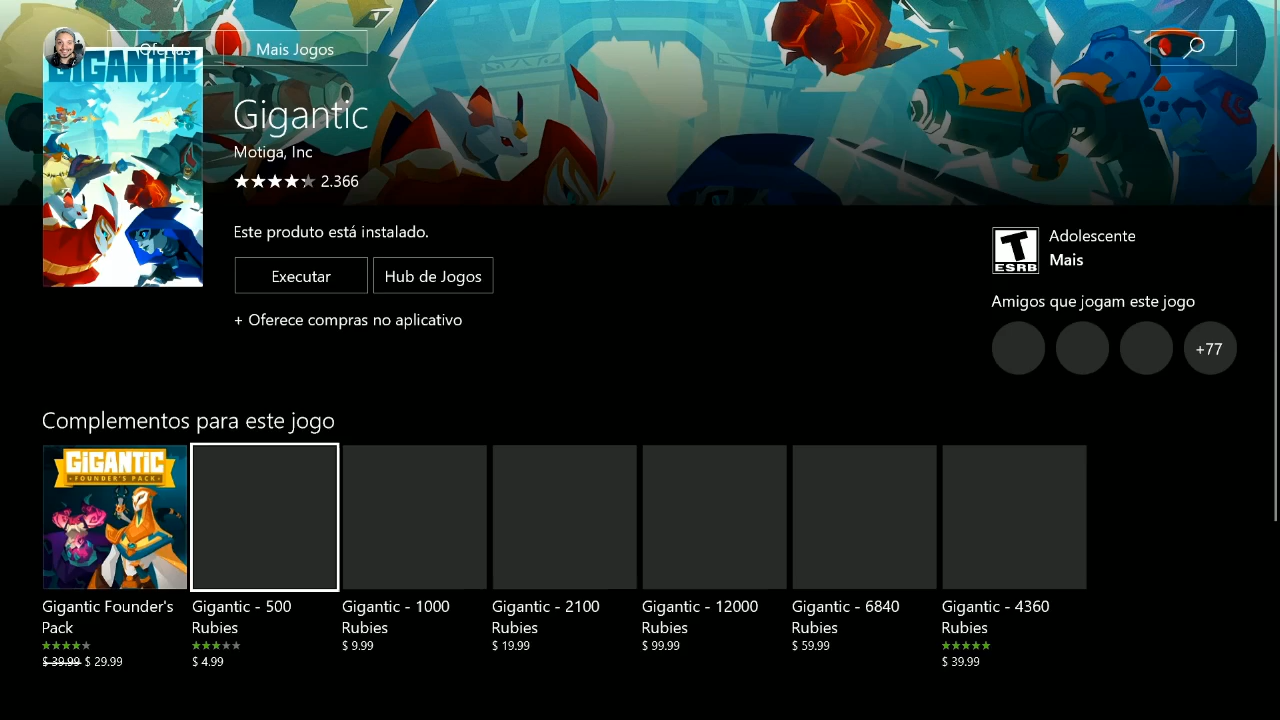 Ofertas
Mais Jogos
GIGANTIC
Gigantic
Motiga, Inc
2.366
Este produto está instalado.
Executar
Hub de Jogos
+ Oferece compras no aplicativo
T
ESRB
Adolescente
Mais
Amigos que jogam este jogo
+77
Complementos para este jogo
GIGANTIC
FOUNDER'S PACK
Gigantic Founder's
Pack
$ 39.99 $ 29.99
Gigantic - 500
Rubies
$ 4.99
Gigantic - 1000
Rubies
$ 9.99
Gigantic - 2100
Rubies
$ 19.99
Gigantic - 12000
Rubies
$ 99.99
Gigantic - 6840
Rubies
$ 59.99
Gigantic - 4360
Rubies
$ 39.99